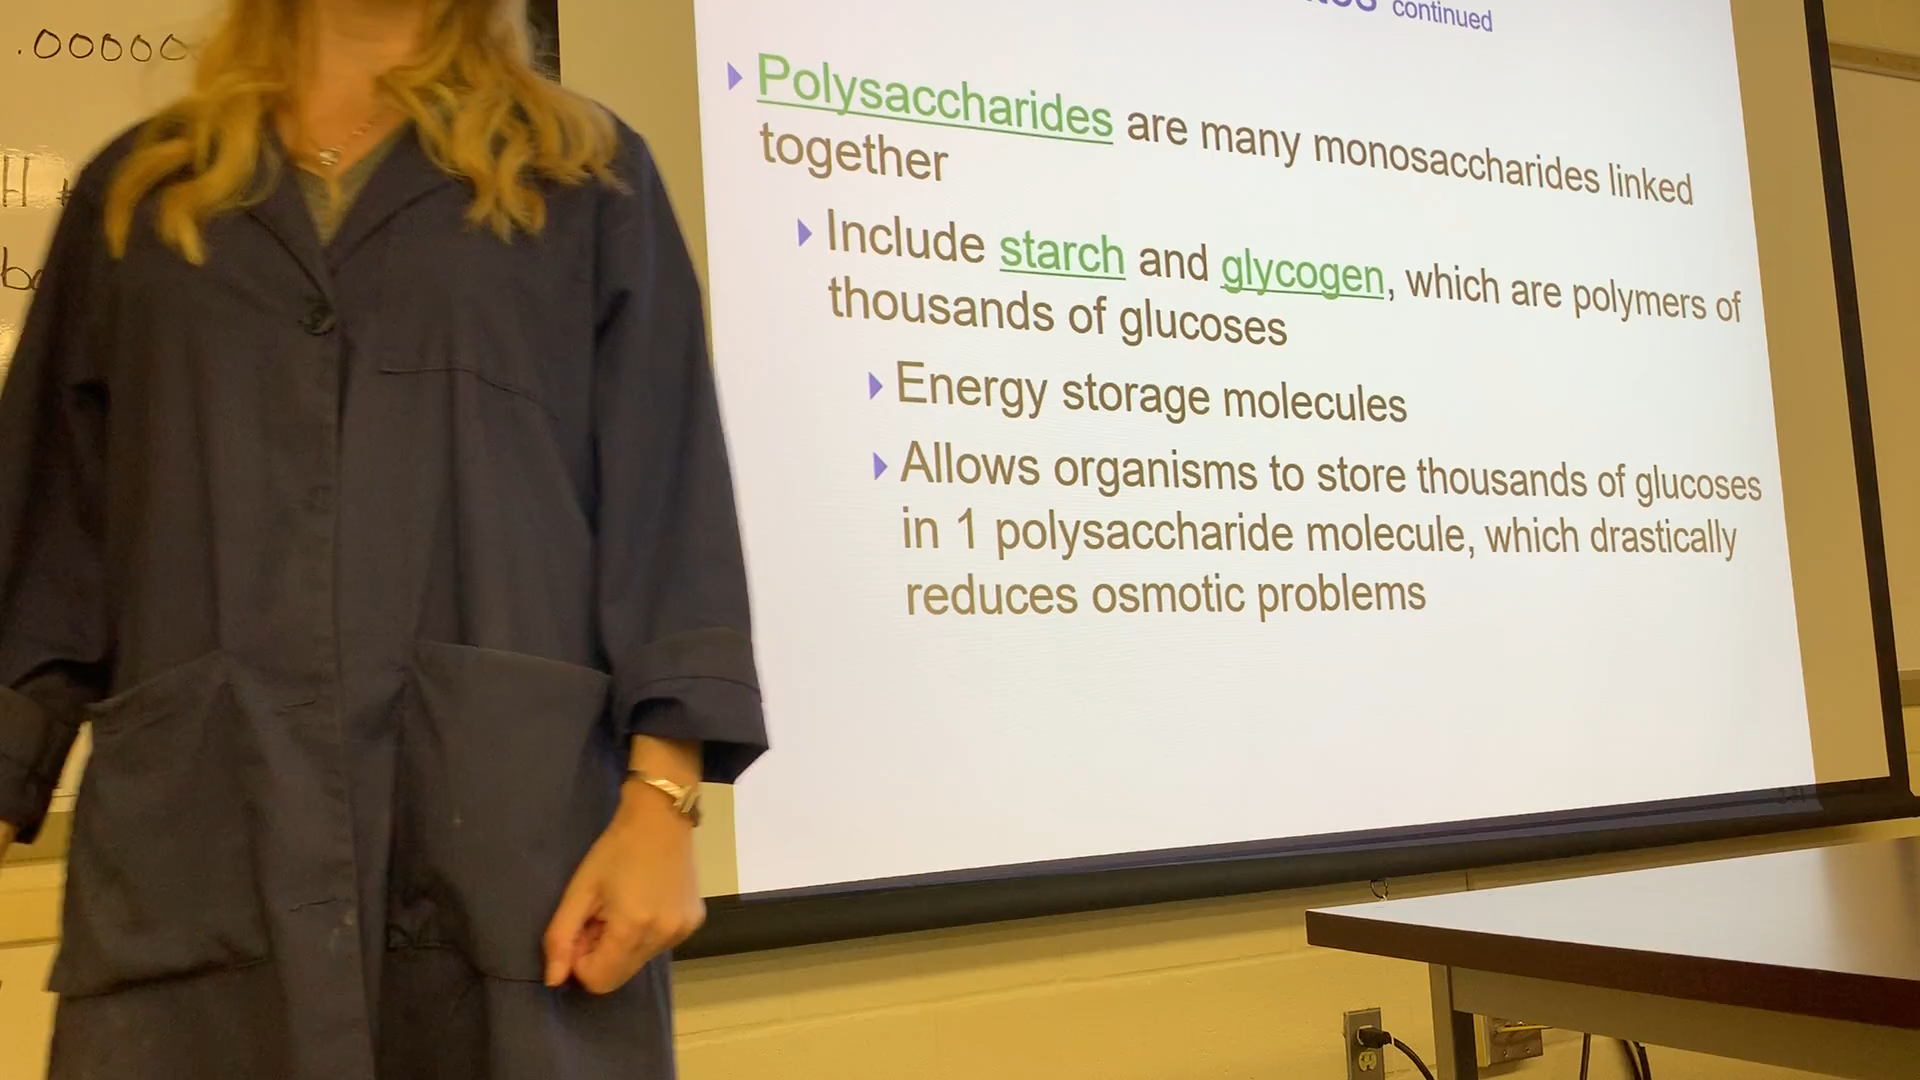 continued
.00000
Polysaccharides are many monosaccharides linked
together
Include starch and glycogen, which are polymers of
thousands of glucoses
Energy storage molecules
Allows organisms to store thousands of glucoses
in 1 polysaccharide molecule, which drastically
reduces osmotic problems